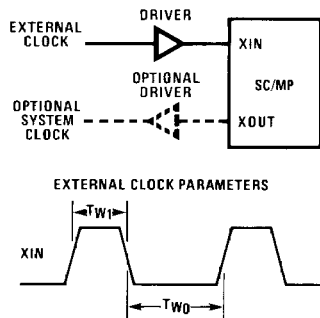 DRIVER
EXTERNAL
CLOCK
XIN
OPTIONAL
DRIVER
SC/MP
OPTIONAL
SYSTEM
CLOCK
XOUT
EXTERNAL CLOCK PARAMETERS
TW1
XIN
TW0